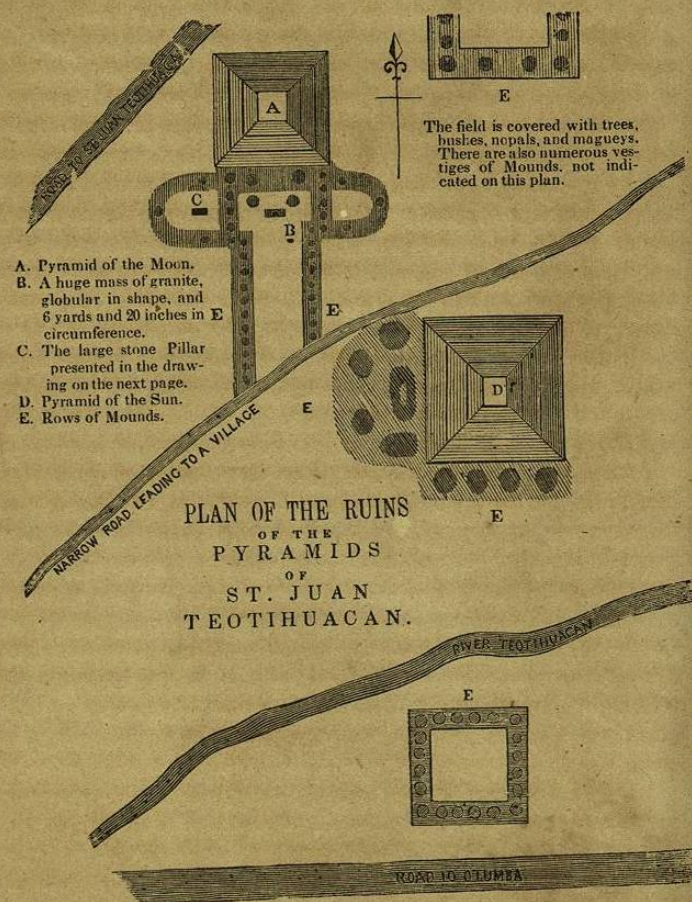 ROAD TO ST. JUAN TEOTIHUACAN
A
E
The field is covered with trees,
bushes, nopals, and magueys.
There are also numerous ves-
tiges of Mounds. not indi-
cated on this plan.
C
B
A. Pyramid of the Moon.
B. A huge mass of granite,
globular in shape, and
6 yards and 20 inches in
circumference.
C. The large stone Pillar
presented in the draw-
ing on the next page.
D. Pyramid of the Sun.
E. Rows of Mounds.
E
E
D
E
E
NARROW ROAD LEADING TO A VILLAGE
PLAN OF THE RUINS
OF THE
PYRAMIDS
OF
ST. JUAN
TEOTIHUACAN.
RIVER TEOTIHUACAN
E
ROAD TO OTUMBA